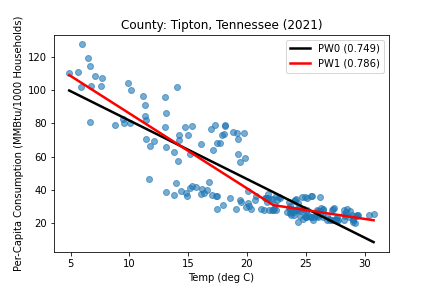 County: Tipton, Tennessee (2021)
PW0 (0.749)
PW1 (0.786)
Per-Capita Consumption (MMBtu/1000 Households)
120
100
80
60
40
20
5 10 15 20 25 30
Temp (deg C)